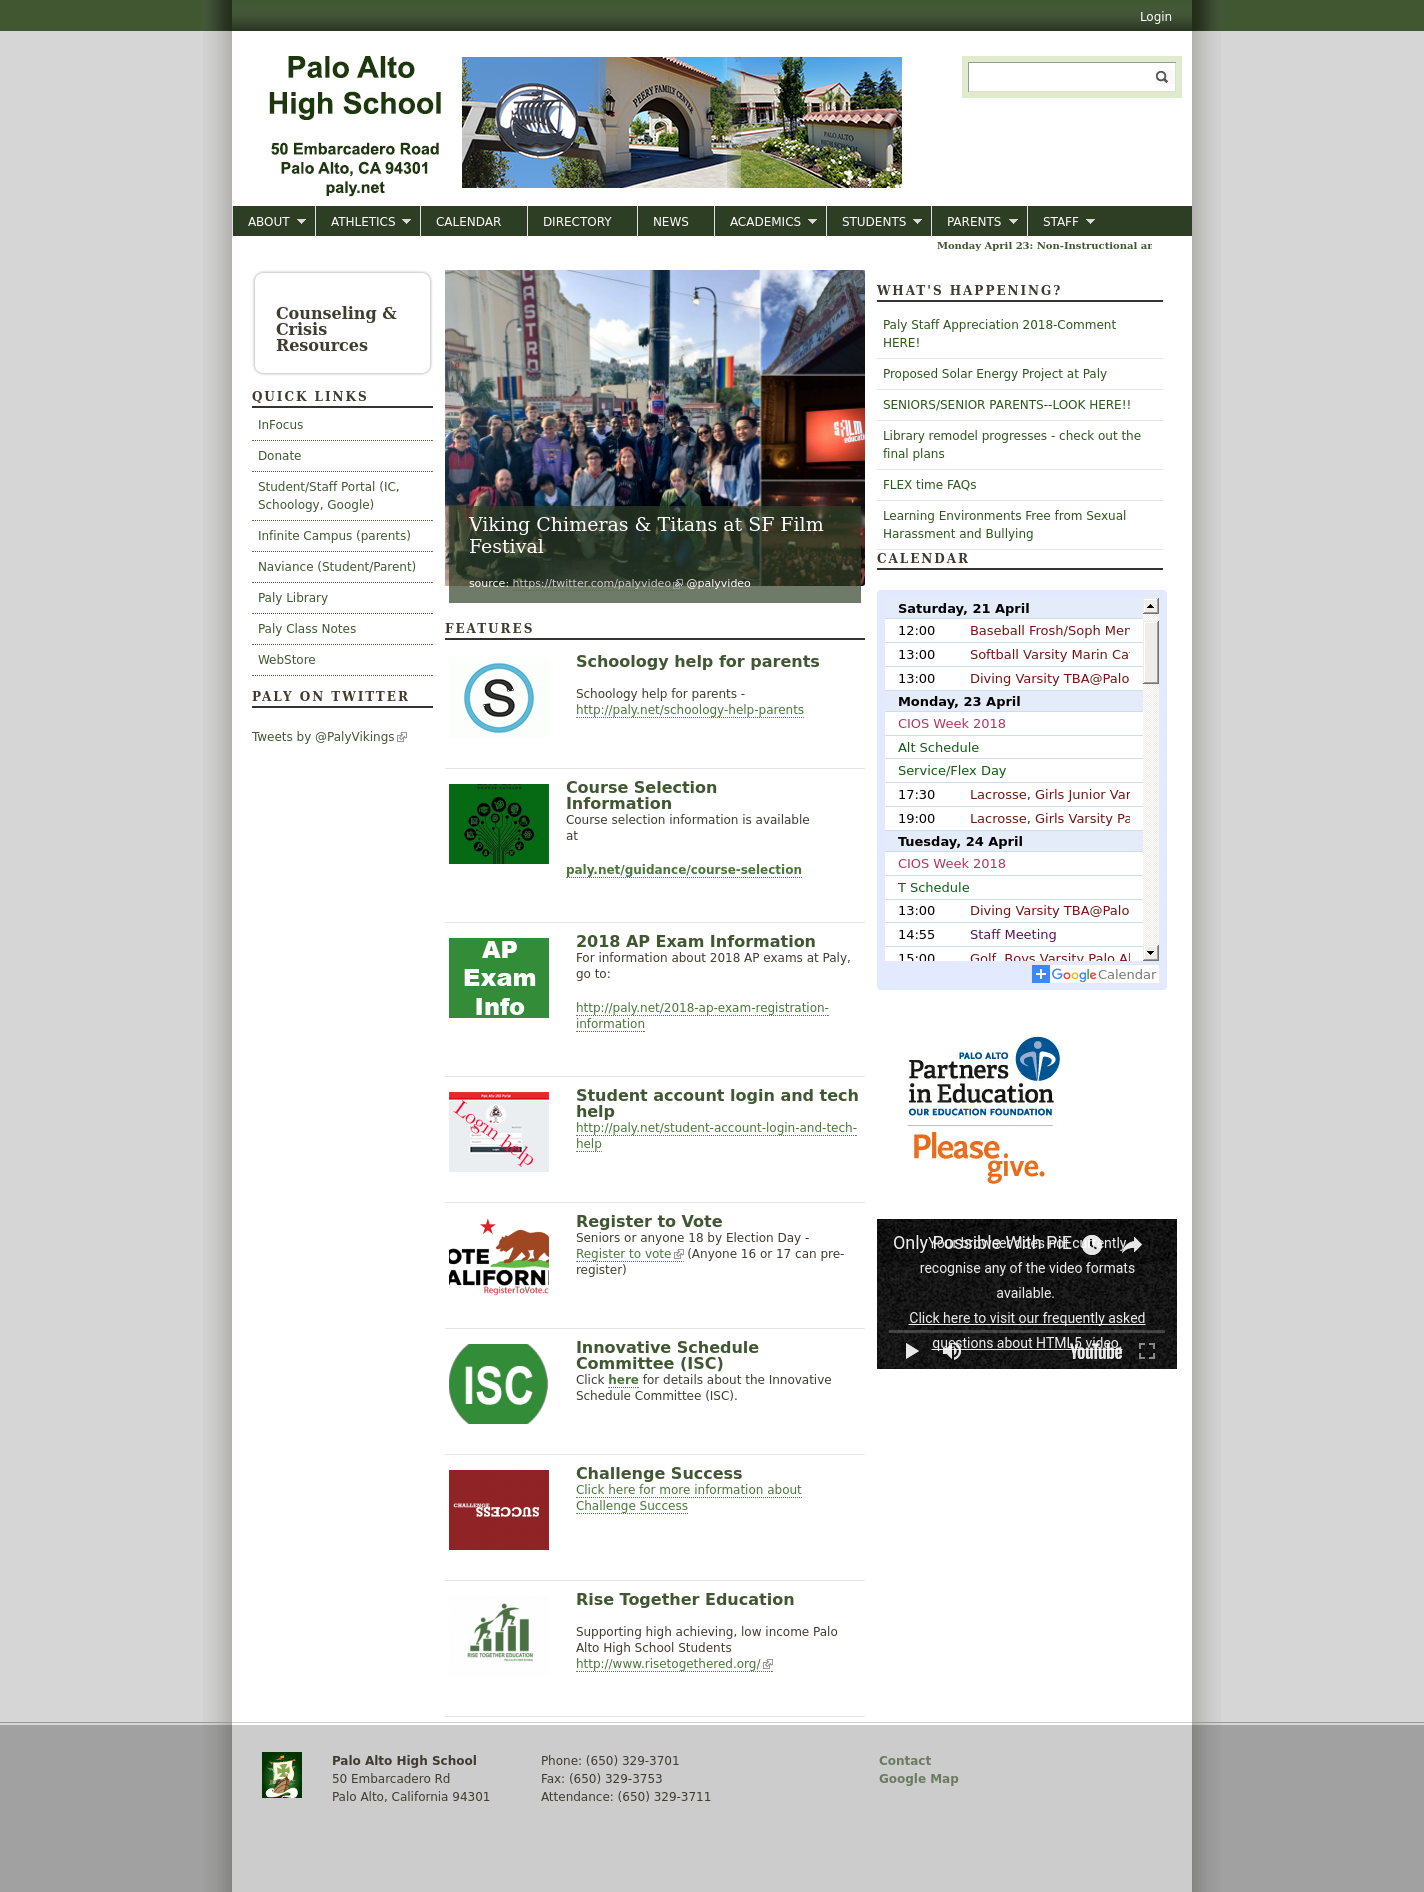 Login
Palo Alto
High School
50 Embarcadero Road
Palo Alto, CA 94301
paly.net
PEERY FAMILY CENTER
PALO ALTO
HIGH SCHOOL
ABOUT ATHLETICS CALENDAR DIRECTORY NEWS ACADEMICS STUDENTS PARENTS STAFF
Monday April 23: Non-Instructional
Counseling &
Crisis
Resources
QUICK LINKS
InFocus
Donate
Student/Staff Portal (IC,
Schoology, Google)
Infinite Campus (parents)
Naviance (Student/Parent)
Paly Library
Paly Class Notes
WebStore
PALY ON TWITTER
Tweets by @PalyVikings
CASTRO
SFFILM
education
Viking Chimeras & Titans at SF Film
Festival
source: https://twitter.com/palyvideo @palyvideo
FEATURES
S
Schoology help for parents
Schoology help for parents -
http://paly.net/schoology-help-parents
Course Selection
Information
Course selection information is available
at
paly.net/guidance/course-selection
AP
Exam
Info
2018 AP Exam Information
For information about 2018 AP exams at Paly,
go to:
http://paly.net/2018-ap-exam-registration-
information
Login help
Student account login and tech
help
http://paly.net/student-account-login-and-tech-
help
OTE
ALIFORN
RegisterToVote.c
Register to Vote
Seniors or anyone 18 by Election Day -
Register to vote (Anyone 16 or 17 can pre-
register)
ISC
Innovative Schedule
Committee (ISC)
Click here for details about the Innovative
Schedule Committee (ISC).
CHALLENGE
SUCCESS
Challenge Success
Click here for more information about
Challenge Success
RISE TOGETHER EDUCATION
Rise Together Education
Supporting high achieving, low income Palo
Alto High School Students
http://www.risetogethered.org/
WHAT'S HAPPENING?
Paly Staff Appreciation 2018-Comment
HERE!
Proposed Solar Energy Project at Paly
SENIORS/SENIOR PARENTS--LOOK HERE!!
Library remodel progresses - check out the
final plans
FLEX time FAQs
Learning Environments Free from Sexual
Harassment and Bullying
CALENDAR
Saturday, 21 April
12:00 Baseball Frosh/Soph Men
13:00 Softball Varsity Marin Ca
13:00 Diving Varsity TBA@Palo
Monday, 23 April
CIOS Week 2018
Alt Schedule
Service/Flex Day
17:30 Lacrosse, Girls Junior Var
19:00 Lacrosse, Girls Varsity Pa
Tuesday, 24 April
CIOS Week 2018
T Schedule
13:00 Diving Varsity TBA@Palo
14:55 Staff Meeting
15:00 Golf, Boys Varsity Palo Al
Google Calendar
PALO ALTO
Partners
in Education
OUR EDUCATION FOUNDATION
Please
give.
Only Possible With PiE
Your browser does not currently
recognise any of the video formats
available.
Click here to visit our frequently asked
questions about HTML5 video.
YouTube
Palo Alto High School
50 Embarcadero Rd
Palo Alto, California 94301
Phone: (650) 329-3701
Fax: (650) 329-3753
Attendance: (650) 329-3711
Contact
Google Map